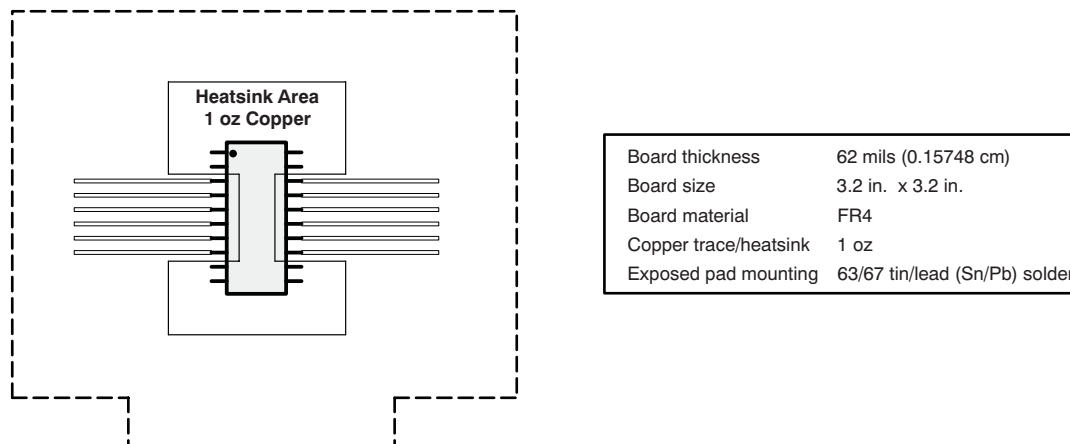 Heatsink Area
1 oz Copper
Board thickness 62 mils (0.15748 cm)
Board size 3.2 in. x 3.2 in.
Board material FR4
Copper trace/heatsink 1 oz
Exposed pad mounting 63/67 tin/lead (Sn/Pb) solder